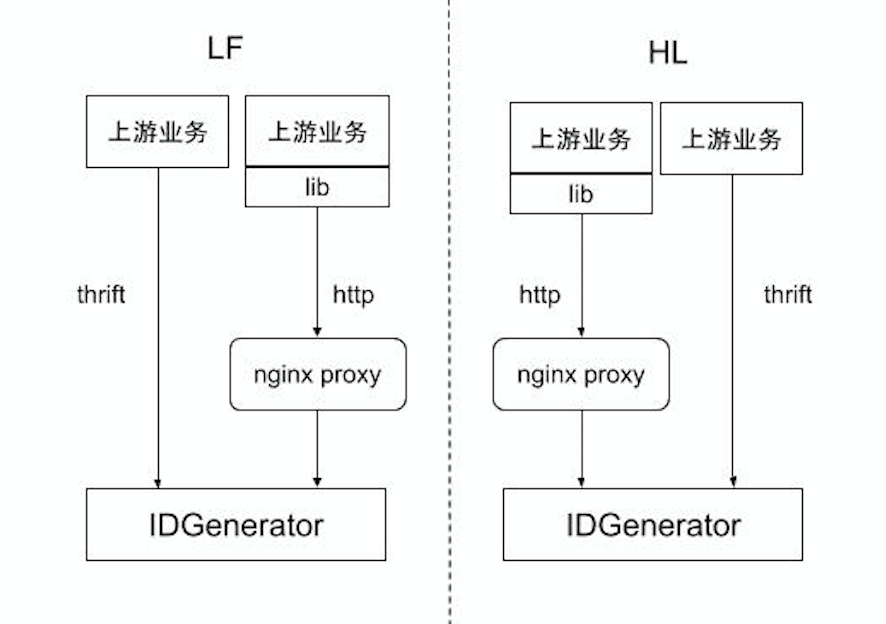 LF
上游业务
上游业务
lib
thrift
http
nginx proxy
IDGenerator
HL
上游业务
上游业务
lib
http
thrift
nginx proxy
IDGenerator